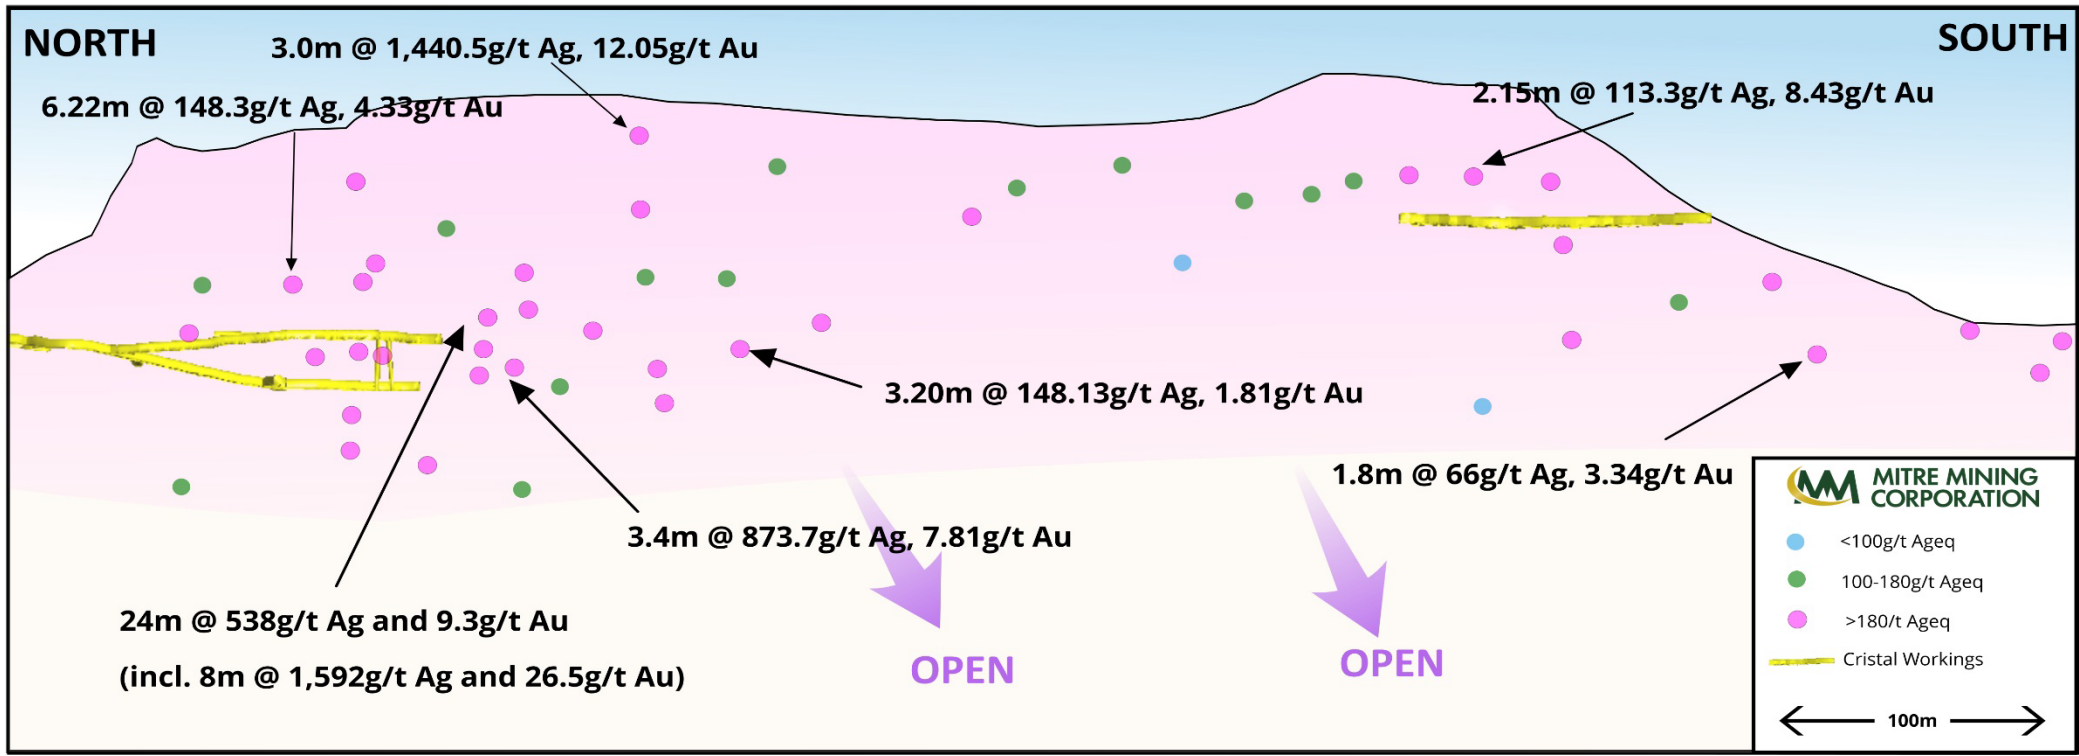 NORTH
SOUTH
3.0m @ 1,440.5g/t Ag, 12.05g/t Au
6.22m @ 148.3g/t Ag, 4.33g/t Au
2.15m @ 113.3g/t Ag, 8.43g/t Au
3.20m @ 148.13g/t Ag, 1.81g/t Au
1.8m @ 66g/t Ag, 3.34g/t Au
3.4m @ 873.7g/t Ag, 7.81g/t Au
24m @ 538g/t Ag and 9.3g/t Au
(incl. 8m @ 1,592g/t Ag and 26.5g/t Au)
OPEN
OPEN
MITRE MINING
CORPORATION
<100g/t Ageq
100-180g/t Ageq
>180/t Ageq
Cristal Workings
100m